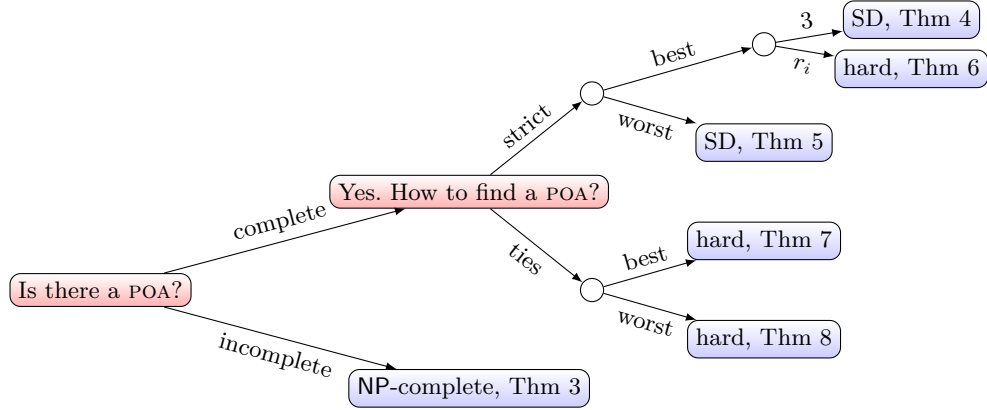 3
SD, Thm 4
best
r_i
hard, Thm 6
strict
worst
SD, Thm 5
Yes. How to find a POA?
complete
ties
best
hard, Thm 7
Is there a POA?
worst
hard, Thm 8
incomplete
NP-complete, Thm 3